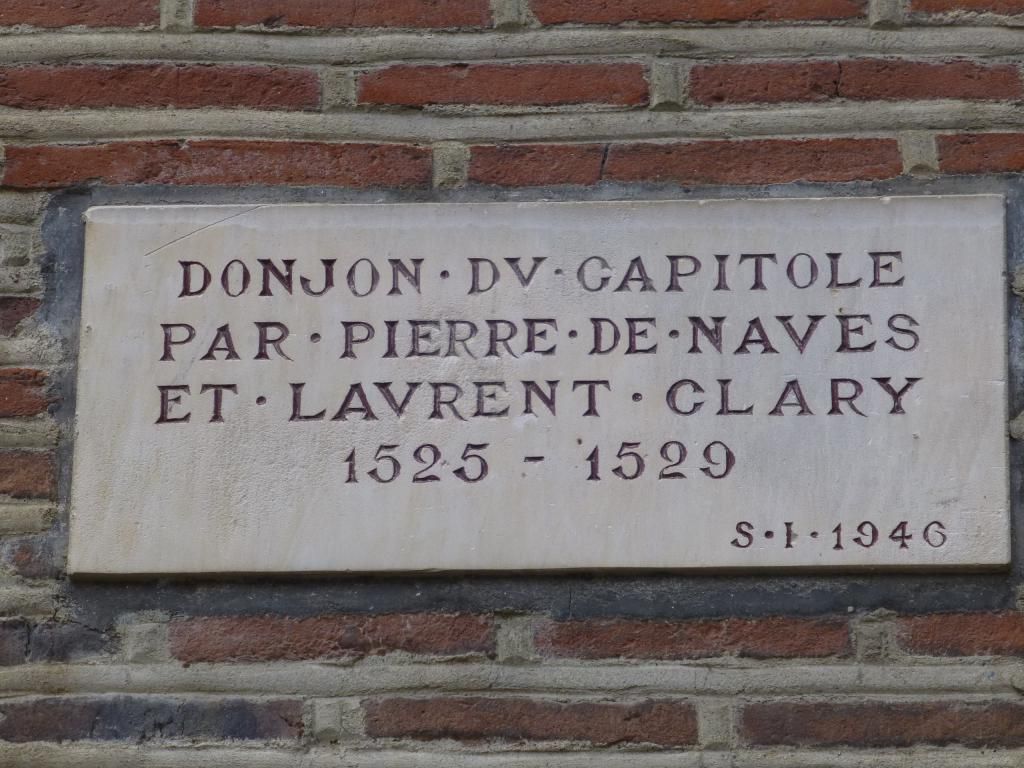 DONJON·DV·CAPITOLE
PAR·PIERRE·DE·NAVES
ET·LAVRENT·CLARY
1525 - 1529
S·I·1946